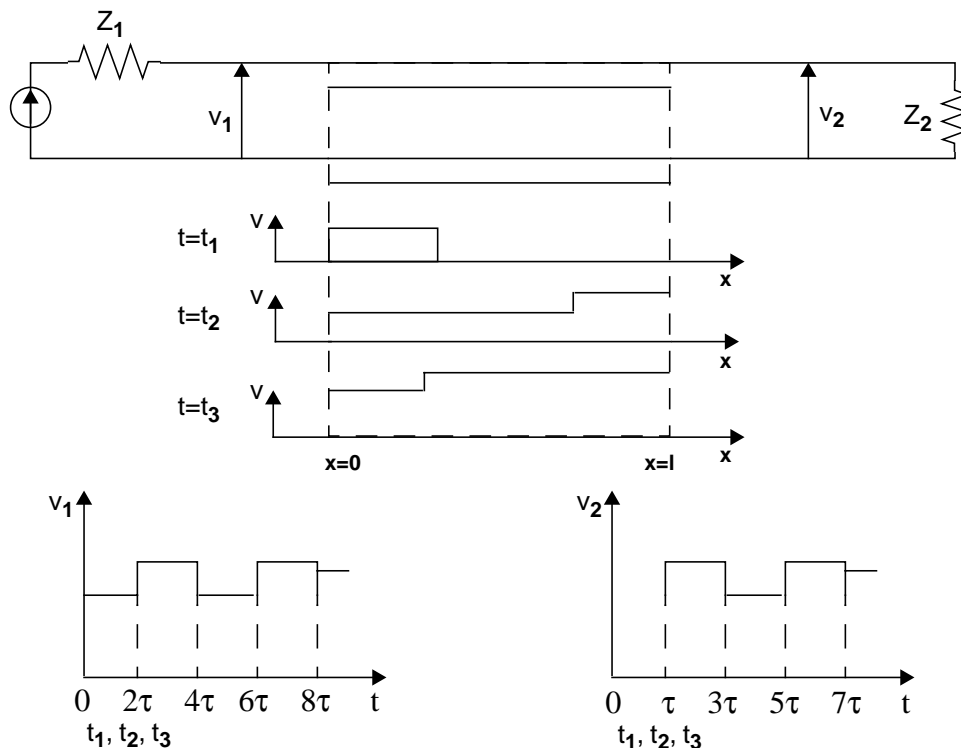 Z1
v1
v2
Z2
t=t1
v
x
t=t2
v
x
t=t3
v
x
x=0
x=l
v1
0 2τ 4τ 6τ 8τ t
t1, t2, t3
v2
0 τ 3τ 5τ 7τ t
t1, t2, t3